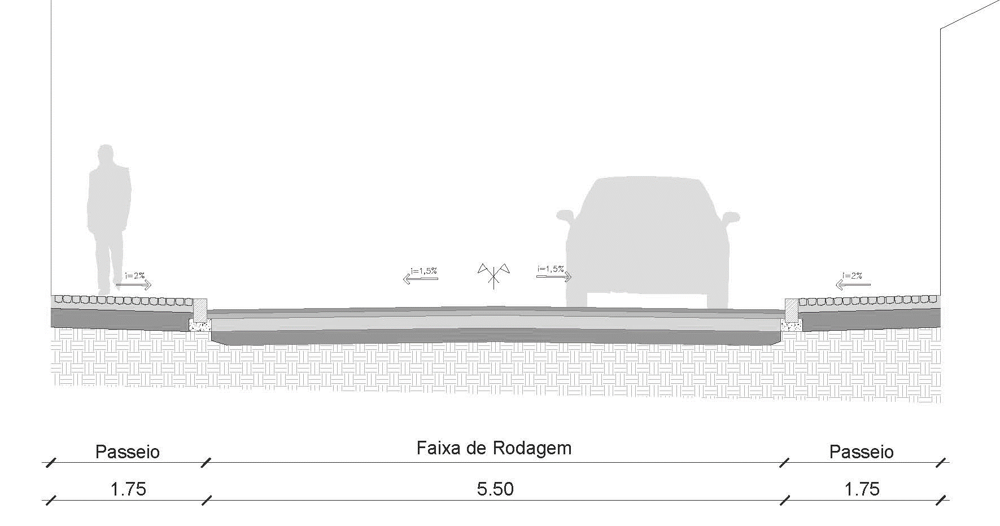 i=2%
i=1,5%
i=1,5%
i=2%
Passeio
Faixa de Rodagem
Passeio
1.75
5.50
1.75